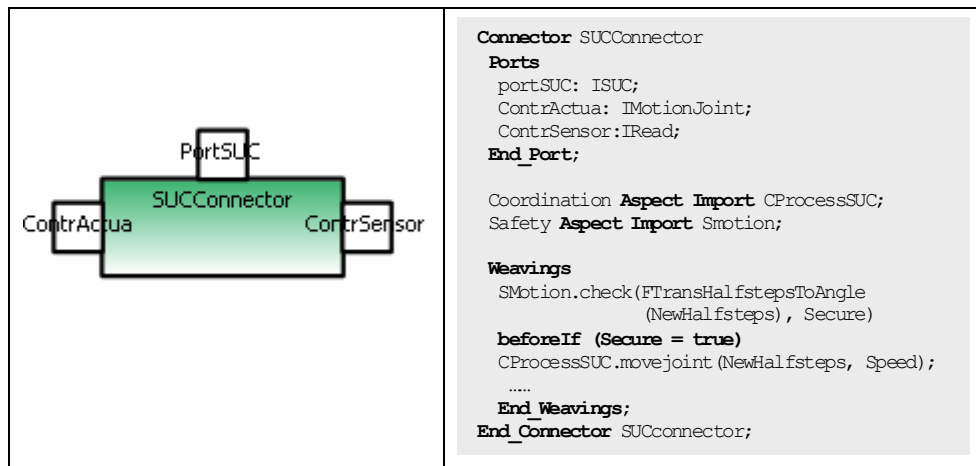 PortSUC
SUCConnector
ContrActua
ContrSensor
Connector SUCConnector
Ports
portSUC: ISUC;
ContrActua: IMotionJoint;
ContrSensor:IRead;
End_Port;
Coordination Aspect Import CProcessSUC;
Safety Aspect Import Smotion;
Weavings
SMotion.check(FTransHalfstepsToAngle
(NewHalfsteps), Secure)
beforeIf (Secure = true)
CProcessSUC.movejoint(NewHalfsteps, Speed);
……
End_Weavings;
End_Connector SUCconnector;